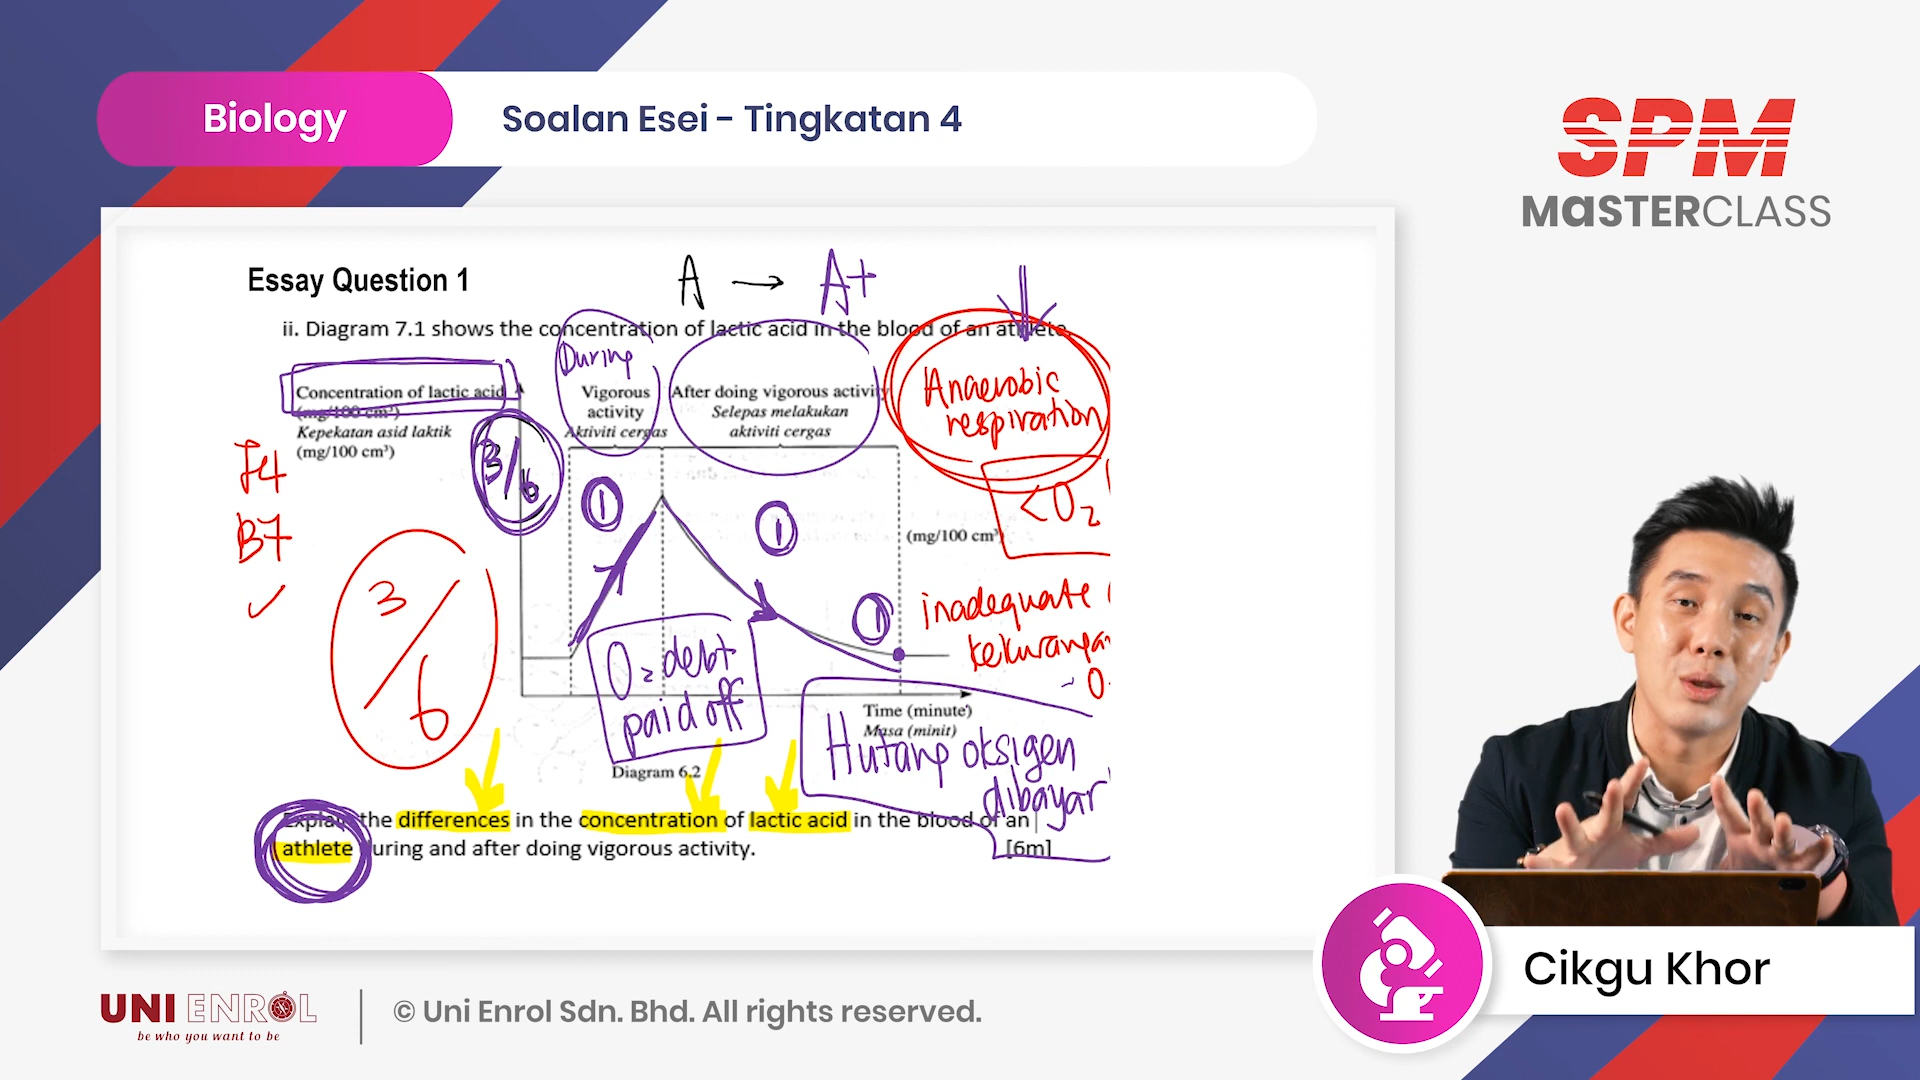 Biology
Soalan Esei - Tingkatan 4
SPM
MASTERCLASS
Essay Question 1
A → A+
ii. Diagram 7.1 shows the concentration of lactic acid in the blood of an athlete.
During
Concentration of lactic acid
(mg/100 cm³)
Kepekatan asid laktik
(mg/100 cm³)
Vigorous
activity
Aktiviti cergas
After doing vigorous activity
Selepas melakukan
aktiviti cergas
Anaerobic
respiration
F4
B7
✓
3/6
3/6
1
1
1
<O₂
(mg/100 cm³)
inadequate
kekurangan
O₂ debt
paid off
Time (minute)
Masa (minit)
Hutang oksigen
dibayar
Diagram 6.2
Explain the differences in the concentration of lactic acid in the blood of an
athlete during and after doing vigorous activity.
[6m]
Cikgu Khor
UNI ENROL
be who you want to be
© Uni Enrol Sdn. Bhd. All rights reserved.